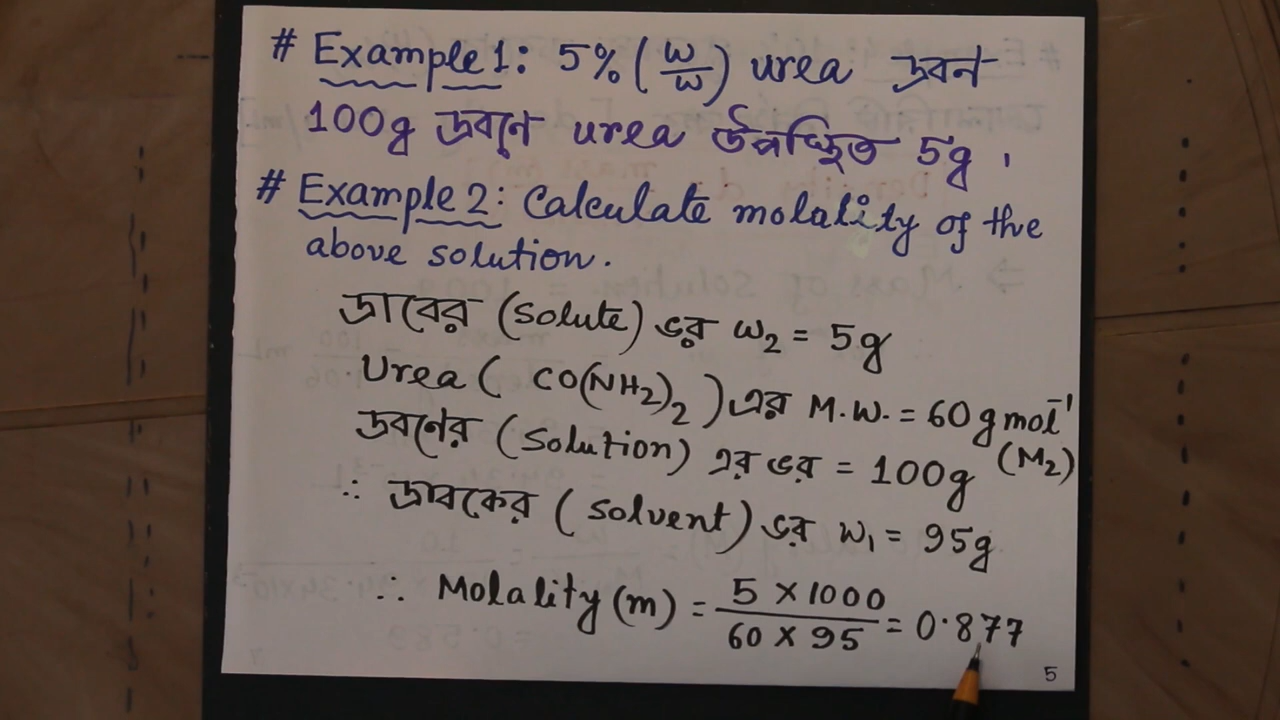 # Example 1: 5% (w/w) urea দ্রবন
100g দ্রবণে urea উপস্থিত 5g ।
# Example 2: Calculate molality of the
above solution.
দ্রাবের (Solute) ভর w₂ = 5g
Urea ( CO(NH₂)₂ ) এর M.W. = 60 g mol⁻¹
(M₂)
দ্রবণের (Solution) এর ভর = 100g
∴ দ্রাবকের ( Solvent) ভর w₁ = 95g
∴ Molality (m) = 5 X 1000 / 60 X 95 = 0.877
5